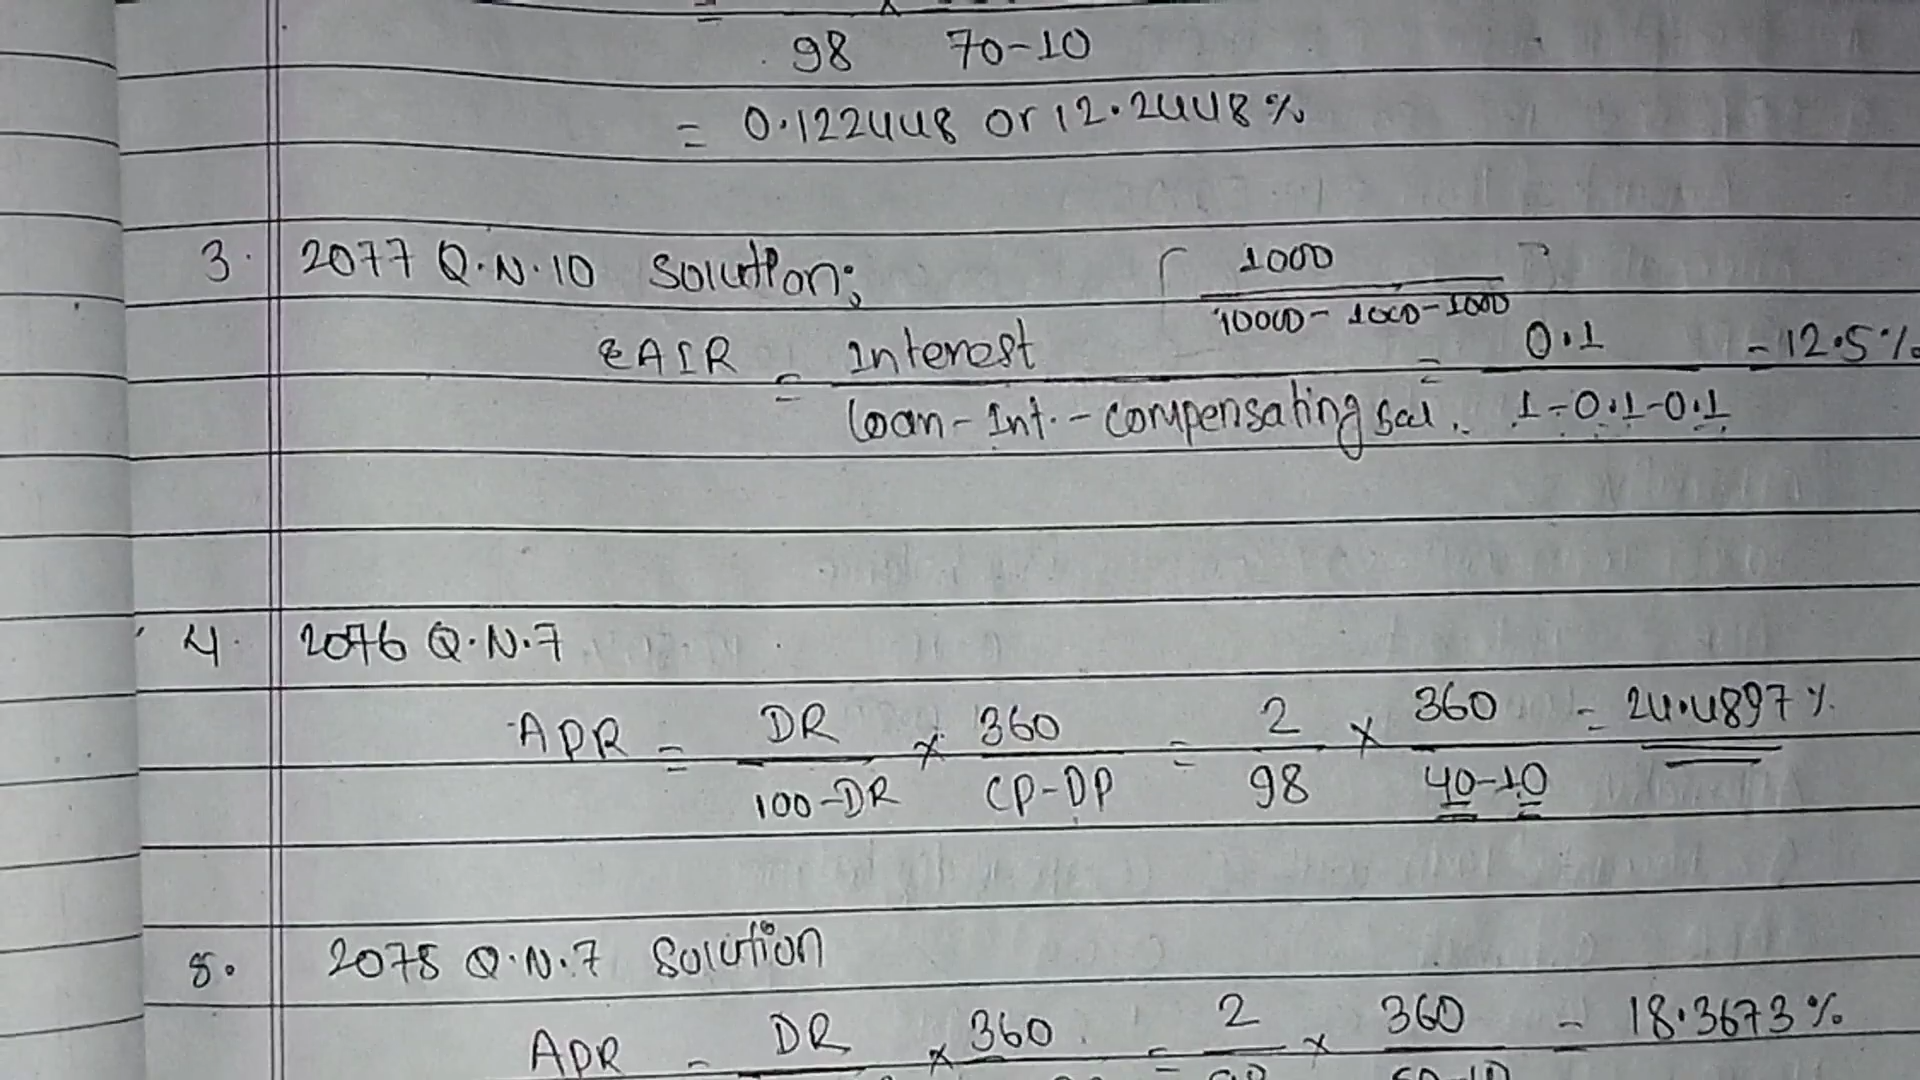 = x
98 70-10
= 0.122448 or 12.2448%
3. 2077 Q.N.10 Solution;
[ 1000 ]
10000 - 1000 - 1000
EAIR = Interest = 0.1 = 12.5%
Loan - Int. - Compensating bal. 1-0.1-0.1
4. 2076 Q.N.7
APR = DR x 360 = 2 x 360 = 24.4897%
100-DR CP-DP 98 40-10
5. 2075 Q.N.7 Solution
APR = DR x 360 = 2 x 360 = 18.3673%